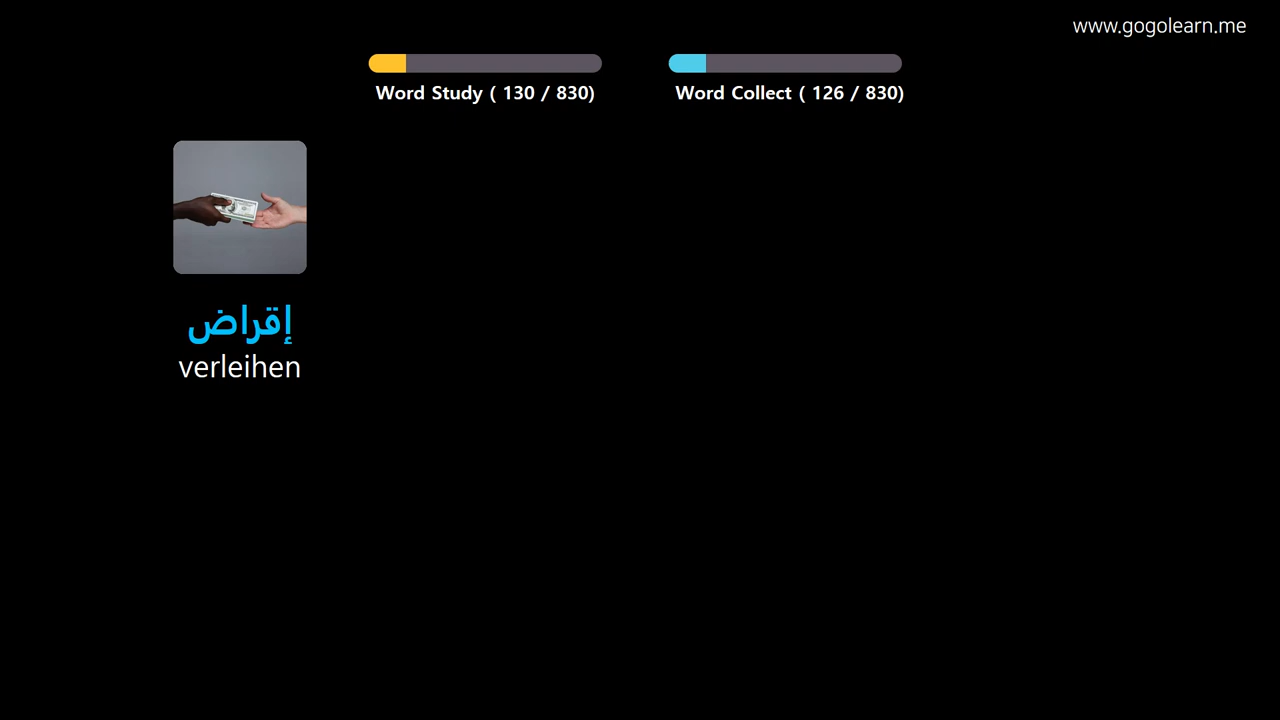 www.gogolearn.me
Word Study ( 130 / 830)
Word Collect ( 126 / 830)
إقراض
verleihen